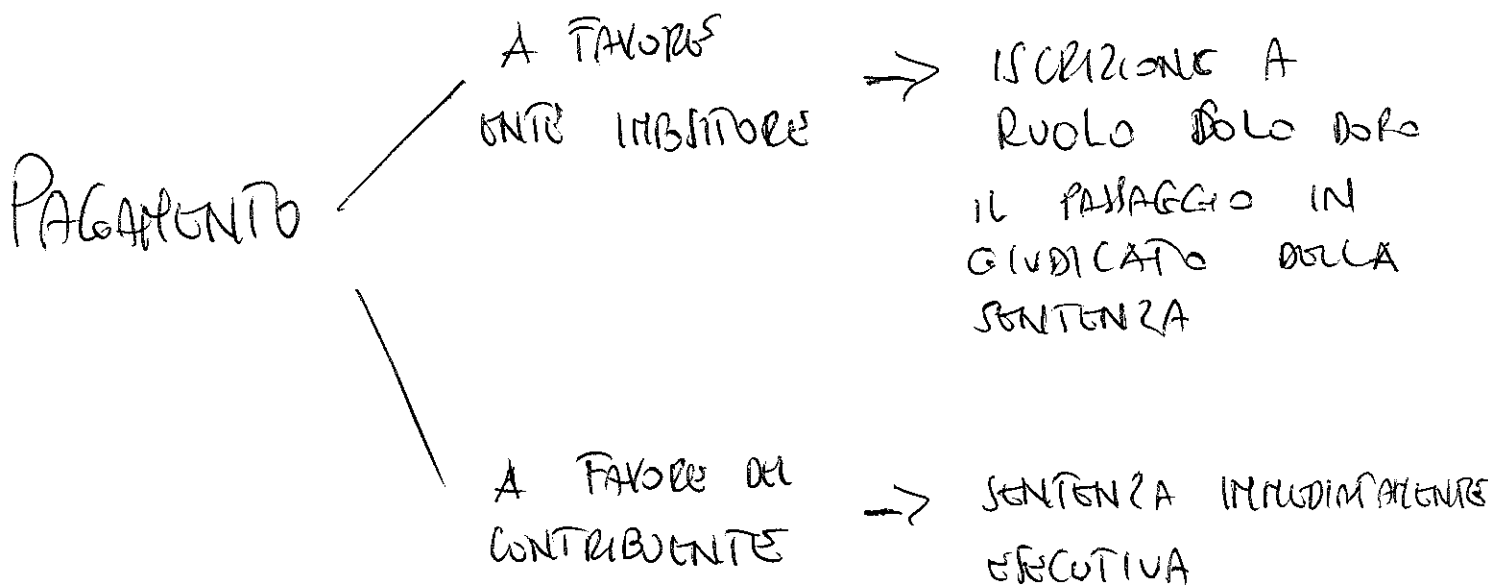 PAGAMENTO
A FAVORE
ENTE IMPOSITORE
→ ISCRIZIONE A
RUOLO SOLO DOPO
IL PASSAGGIO IN
GIUDICATO DELLA
SENTENZA
A FAVORE DEL
CONTRIBUENTE
→ SENTENZA IMMEDIATAMENTE
ESECUTIVA